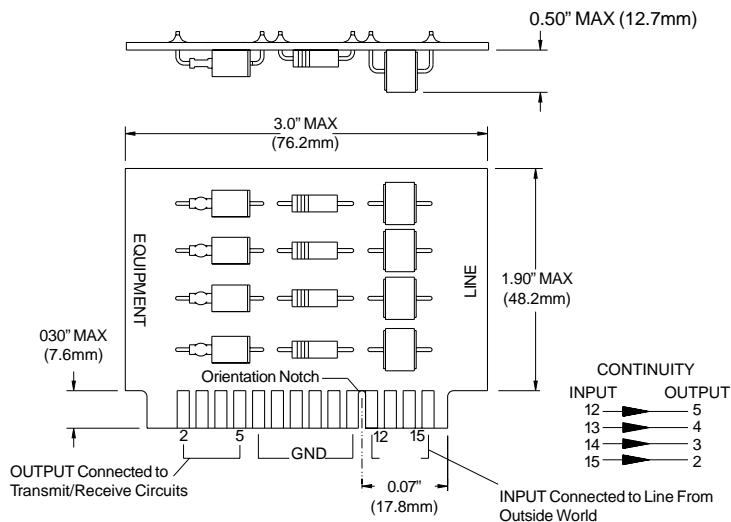 0.50” MAX (12.7mm)
3.0” MAX
(76.2mm)
EQUIPMENT
LINE
1.90” MAX
(48.2mm)
030” MAX
(7.6mm)
Orientation Notch
2 5 GND 12 15
OUTPUT Connected to
Transmit/Receive Circuits
0.07”
(17.8mm)
INPUT Connected to Line From
Outside World
CONTINUITY
INPUT OUTPUT
12 5
13 4
14 3
15 2